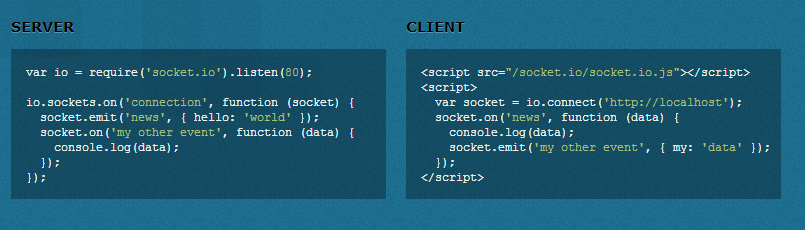 SERVER
var io = require('socket.io').listen(80);
io.sockets.on('connection', function (socket) {
  socket.emit('news', { hello: 'world' });
  socket.on('my other event', function (data) {
    console.log(data);
  });
});
CLIENT
<script src="/socket.io/socket.io.js"></script>
<script>
  var socket = io.connect('http://localhost');
  socket.on('news', function (data) {
    console.log(data);
    socket.emit('my other event', { my: 'data' });
  });
</script>